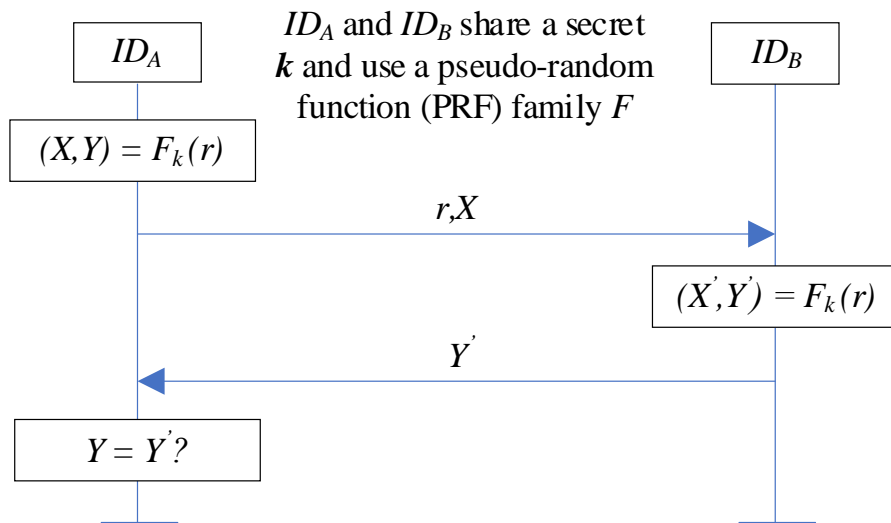 ID_A and ID_B share a secret
k and use a pseudo-random
function (PRF) family F
ID_A
ID_B
(X,Y) = F_k(r)
r,X
(X',Y') = F_k(r)
Y'
Y = Y'?